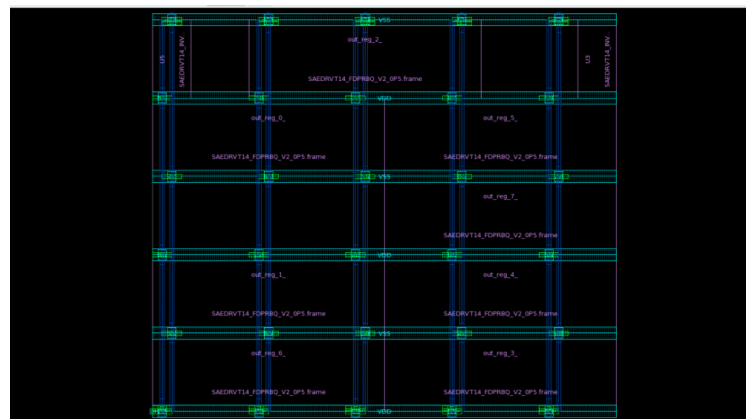 VSS
out_reg_2_
U5
SAEDRVT14_INV.
U3
SAEDRVT14_INV.
SAEDRVT14_FDPRBQ_V2_0P5.frame
VDD
out_reg_0_
out_reg_5_
SAEDRVT14_FDPRBQ_V2_0P5.frame
SAEDRVT14_FDPRBQ_V2_0P5.frame
VSS
out_reg_7_
SAEDRVT14_FDPRBQ_V2_0P5.frame
VDD
out_reg_1_
out_reg_4_
SAEDRVT14_FDPRBQ_V2_0P5.frame
SAEDRVT14_FDPRBQ_V2_0P5.frame
VSS
out_reg_6_
out_reg_3_
SAEDRVT14_FDPRBQ_V2_0P5.frame
SAEDRVT14_FDPRBQ_V2_0P5.frame
VDD